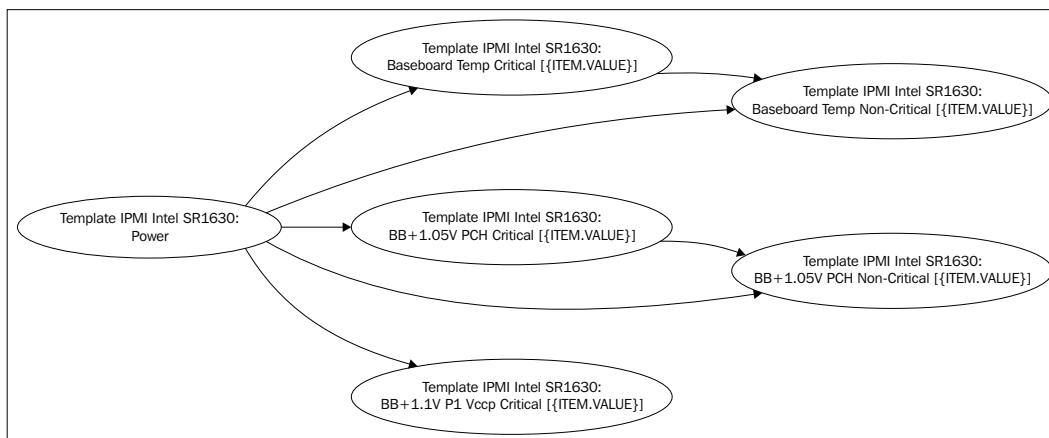 Template IPMI Intel SR1630:
Baseboard Temp Critical [{ITEM.VALUE}]
Template IPMI Intel SR1630:
Baseboard Temp Non-Critical [{ITEM.VALUE}]
Template IPMI Intel SR1630:
Power
Template IPMI Intel SR1630:
BB+1.05V PCH Critical [{ITEM.VALUE}]
Template IPMI Intel SR1630:
BB+1.05V PCH Non-Critical [{ITEM.VALUE}]
Template IPMI Intel SR1630:
BB+1.1V P1 Vccp Critical [{ITEM.VALUE}]